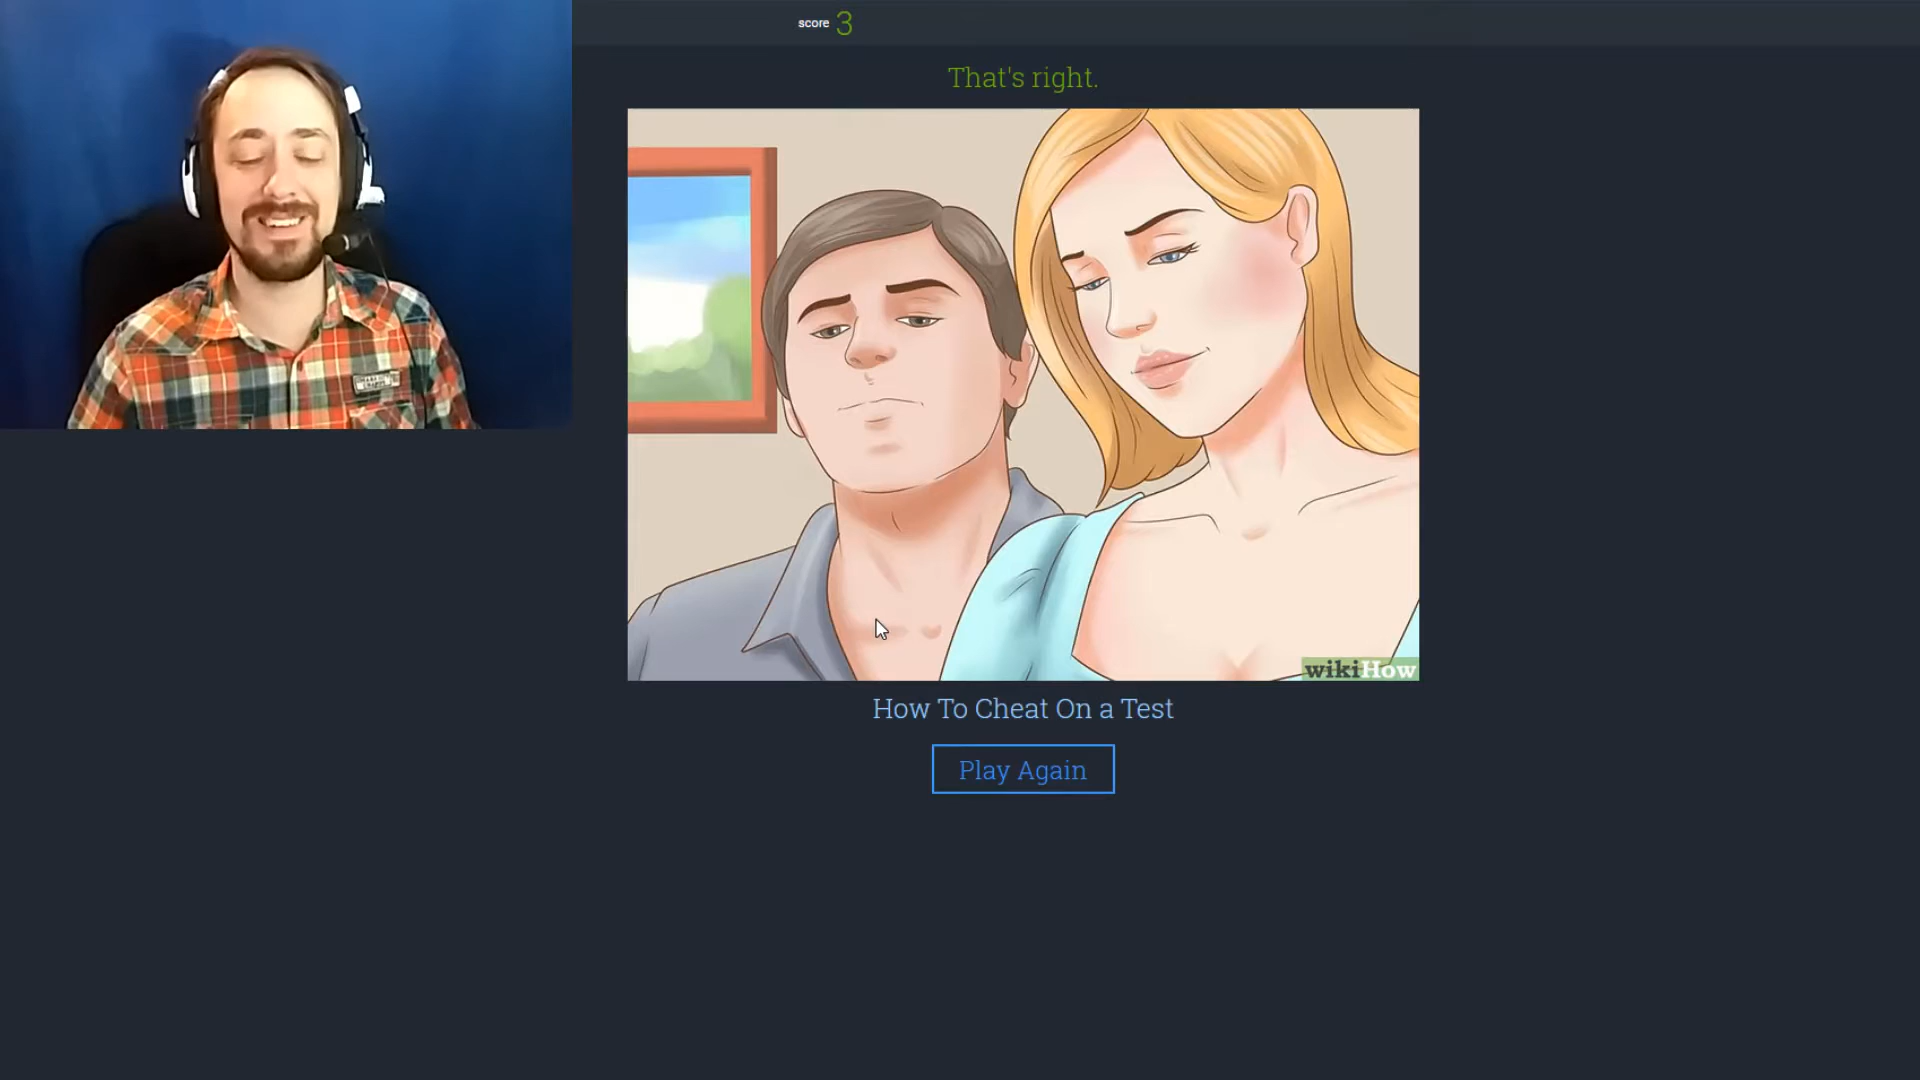 score 3
That's right.
wikiHow
How To Cheat On a Test
Play Again